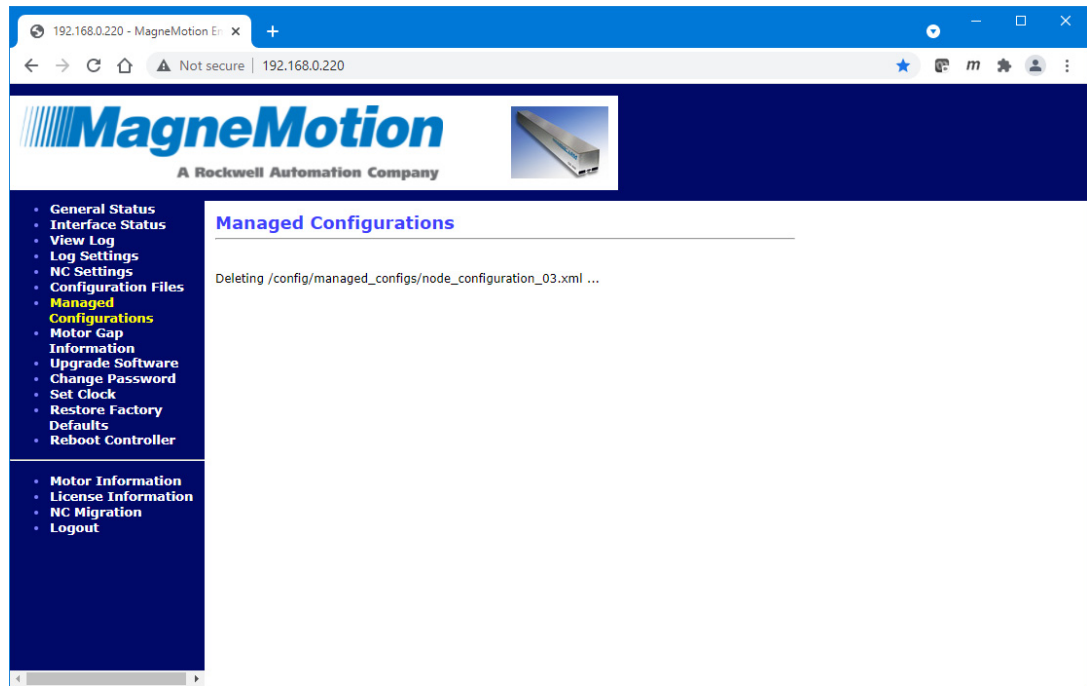 192.168.0.220 - MagneMotion En
Not secure | 192.168.0.220
m
MagneMotion
A Rockwell Automation Company
General Status
Interface Status
View Log
Log Settings
NC Settings
Configuration Files
Managed
Configurations
Motor Gap
Information
Upgrade Software
Change Password
Set Clock
Restore Factory
Defaults
Reboot Controller
Motor Information
License Information
NC Migration
Logout
Managed Configurations
Deleting /config/managed_configs/node_configuration_03.xml ...